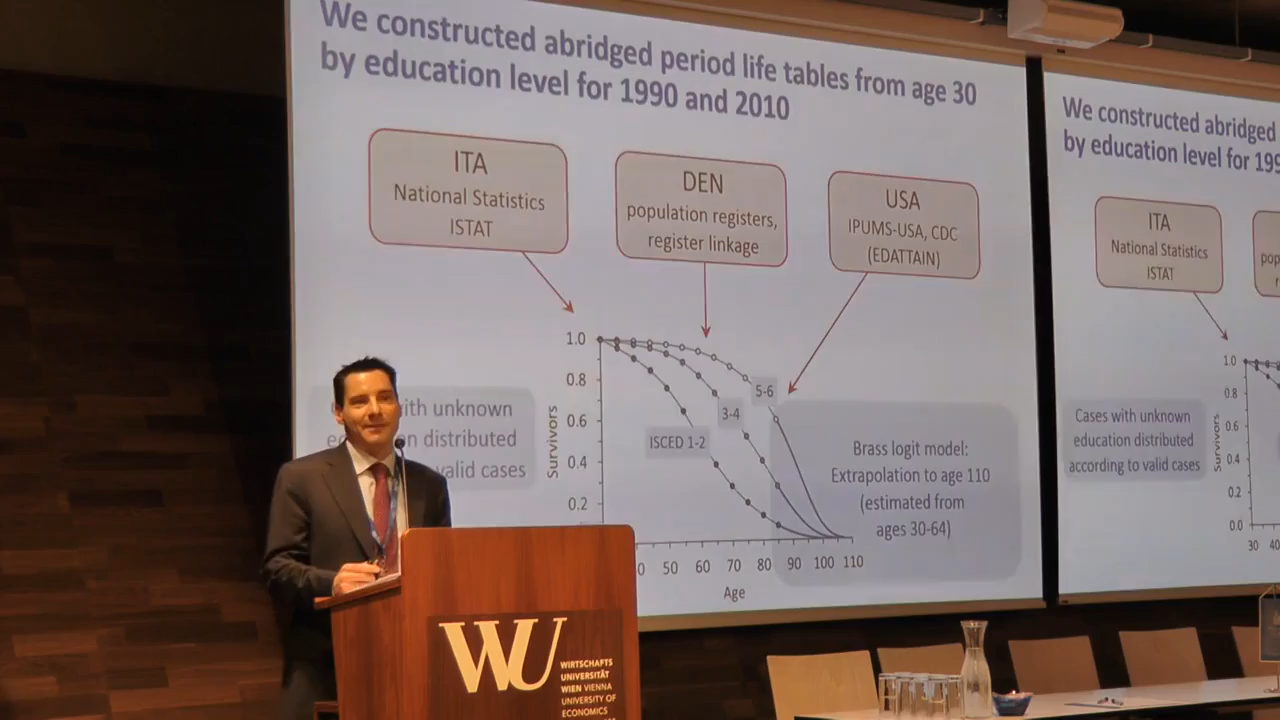 We constructed abridged period life tables from age 30
by education level for 1990 and 2010
ITA
National Statistics
ISTAT
DEN
population registers,
register linkage
USA
IPUMS-USA, CDC
(EDATTAIN)
1.0
0.8
0.6
0.4
0.2
Survivors
5-6
3-4
ISCED 1-2
ith unknown
distributed
valid cases
Brass logit model:
Extrapolation to age 110
(estimated from
ages 30-64)
0 50 60 70 80 90 100 110
Age
We constructed abridged
by education level for 199
ITA
National Statistics
ISTAT
pop
r
Cases with unknown
education distributed
according to valid cases
1.0
0.8
0.6
0.4
0.2
0.0
Survivors
30 40
WU
WIRTSCHAFTS
UNIVERSITÄT
WIEN VIENNA
UNIVERSITY OF
ECONOMICS